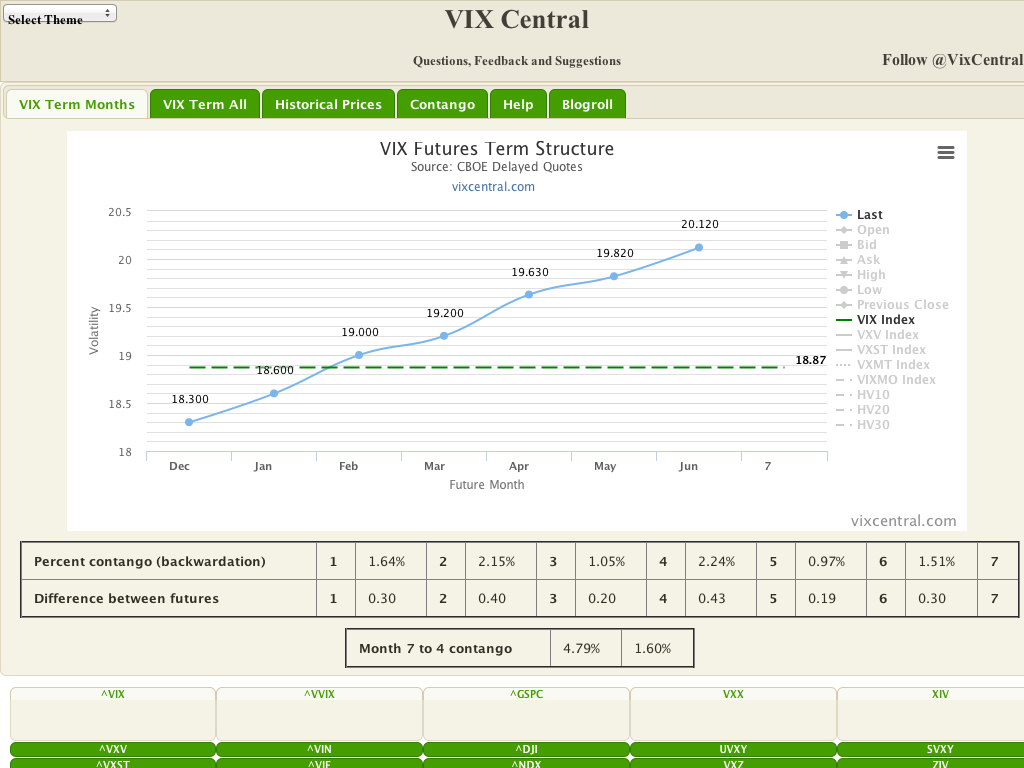 Select Theme
VIX Central
Questions, Feedback and Suggestions
Follow @VixCentral
VIX Term Months
VIX Term All
Historical Prices
Contango
Help
Blogroll
VIX Futures Term Structure
Source: CBOE Delayed Quotes
vixcentral.com
Volatility
20.5
20
19.5
19
18.5
18
18.300
18.600
19.000
19.200
19.630
19.820
20.120
18.87
Dec Jan Feb Mar Apr May Jun 7
Future Month
Last
Open
Bid
Ask
High
Low
Previous Close
VIX Index
VXV Index
VXST Index
VXMT Index
VIXMO Index
HV10
HV20
HV30
vixcentral.com
Percent contango (backwardation) 1 1.64% 2 2.15% 3 1.05% 4 2.24% 5 0.97% 6 1.51% 7
Difference between futures 1 0.30 2 0.40 3 0.20 4 0.43 5 0.19 6 0.30 7
Month 7 to 4 contango 4.79% 1.60%
^VIX ^VVIX ^GSPC VXX XIV
^VXV ^VIN ^DJI UVXY SVXY
^VXST ^VIF ^NDX VXZ ZIV